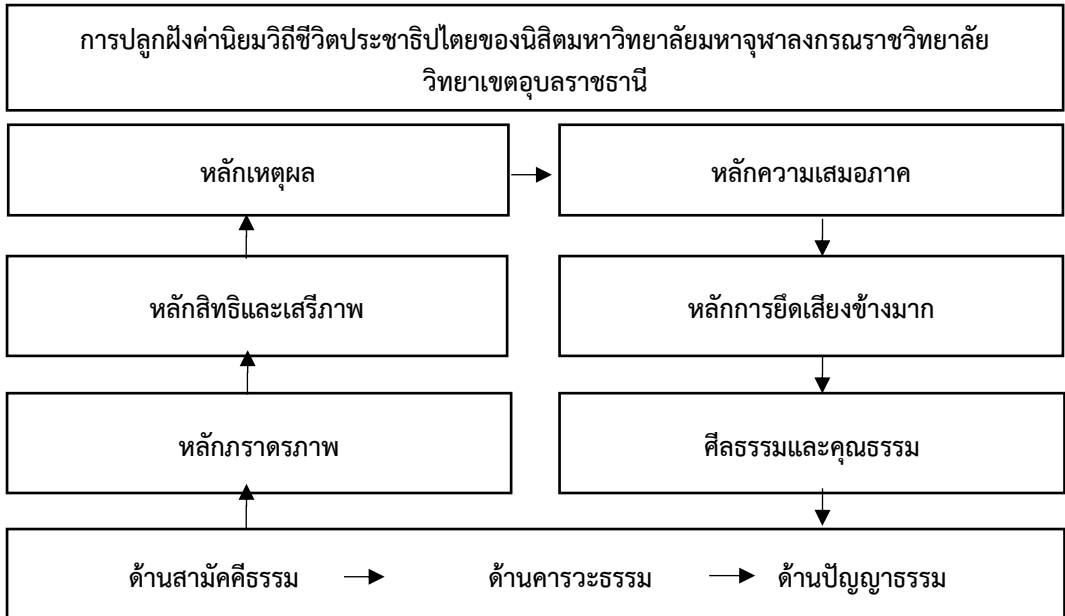 การปลูกฝังค่านิยมวิถีชีวิตประชาธิปไตยของนิสิตมหาวิทยาลัยมหาจุฬาลงกรณราชวิทยาลัย
วิทยาเขตอุบลราชธานี
หลักเหตุผล
หลักความเสมอภาค
หลักสิทธิและเสรีภาพ
หลักการยึดเสียงข้างมาก
หลักภราดรภาพ
ศีลธรรมและคุณธรรม
ด้านสามัคคีธรรม ด้านคารวะธรรม ด้านปัญญาธรรม